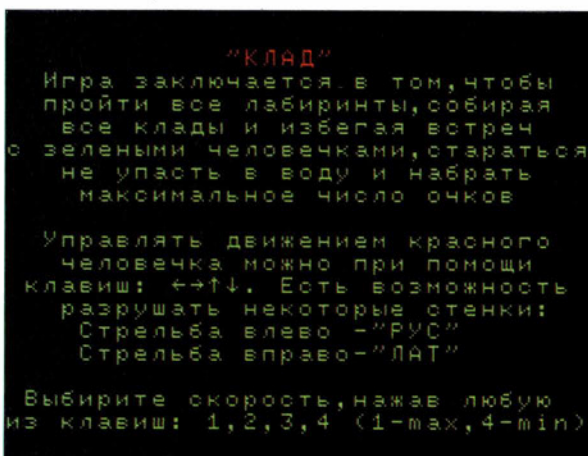 "КЛАД"
Игра заключается в том,чтобы
пройти все лабиринты,собирая
все клады и избегая встреч
с зелеными человечками,стараться
не упасть в воду и набрать
максимальное число очков
Управлять движением красного
человечка можно при помощи
клавиш: ←→↑↓. Есть возможность
разрушать некоторые стенки:
Стрельба влево -"РУС"
Стрельба вправо-"ЛАТ"
Выбирите скорость,нажав любую
из клавиш: 1,2,3,4 (1-max,4-min)